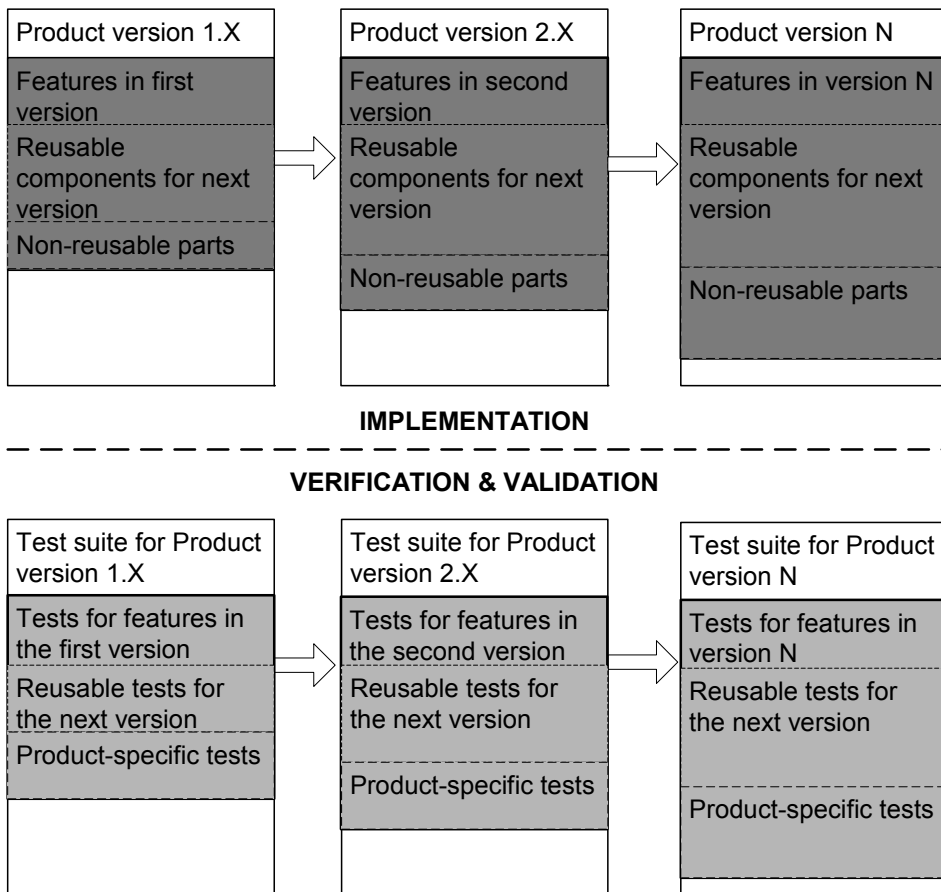 Product version 1.X
Features in first
version
Reusable
components for next
version
Non-reusable parts
Product version 2.X
Features in second
version
Reusable
components for next
version
Non-reusable parts
Product version N
Features in version N
Reusable
components for next
version
Non-reusable parts
IMPLEMENTATION
VERIFICATION & VALIDATION
Test suite for Product
version 1.X
Tests for features in
the first version
Reusable tests for
the next version
Product-specific tests
Test suite for Product
version 2.X
Tests for features in
the second version
Reusable tests for
the next version
Product-specific tests
Test suite for Product
version N
Tests for features in
version N
Reusable tests for
the next version
Product-specific tests